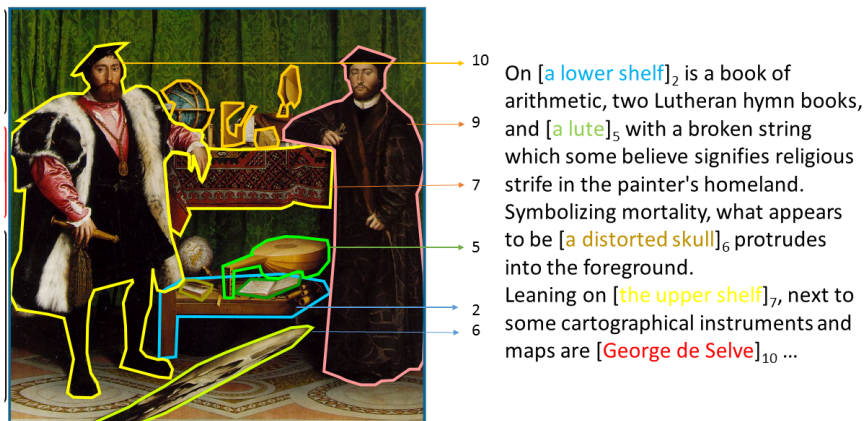 10
9
7
5
2
6
On [a lower shelf]2 is a book of
arithmetic, two Lutheran hymn books,
and [a lute]5 with a broken string
which some believe signifies religious
strife in the painter's homeland.
Symbolizing mortality, what appears
to be [a distorted skull]6 protrudes
into the foreground.
Leaning on [the upper shelf]7, next to
some cartographical instruments and
maps are [George de Selve]10 ...